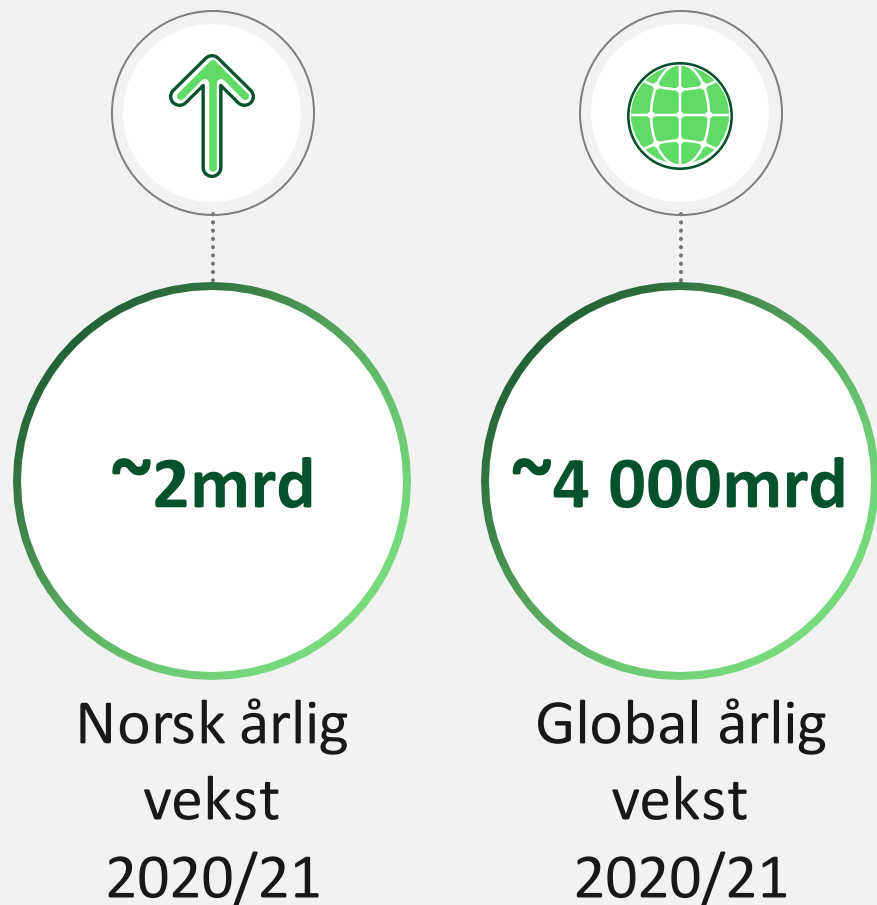 ~2mrd
Norsk årlig
vekst
2020/21
~4 000mrd
Global årlig
vekst
2020/21